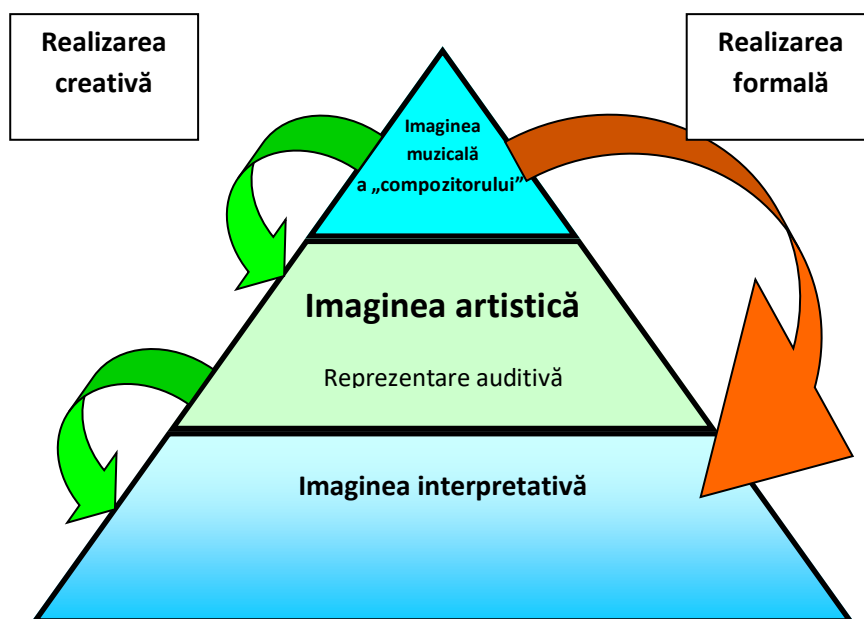 Realizarea
creativă
Realizarea
formală
Imaginea
muzicală
a „compozitorului”
Imaginea artistică
Reprezentare auditivă
Imaginea interpretativă